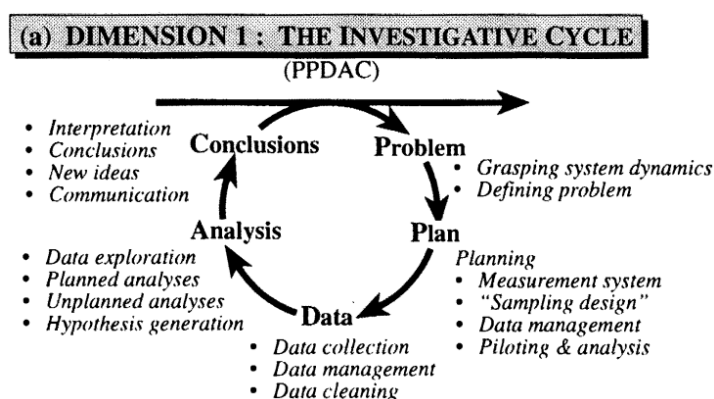 (a) DIMENSION 1 : THE INVESTIGATIVE CYCLE
(PPDAC)
• Interpretation
• Conclusions
• New ideas
• Communication
Conclusions
Problem
• Grasping system dynamics
• Defining problem
Analysis
Plan
• Data exploration
• Planned analyses
• Unplanned analyses
• Hypothesis generation
Planning
• Measurement system
• “Sampling design”
• Data management
• Piloting & analysis
Data
• Data collection
• Data management
• Data cleaning